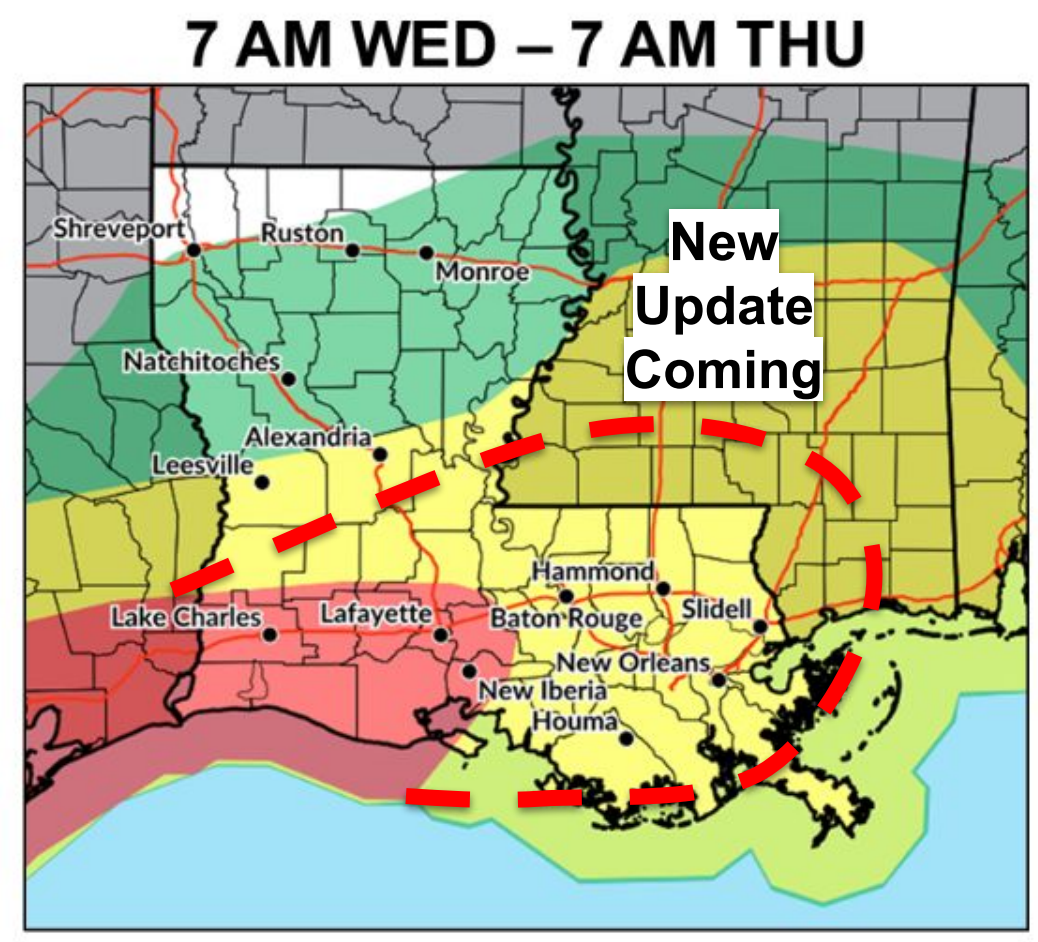 7 AM WED – 7 AM THU
Shreveport
Ruston
Monroe
New
Update
Coming
Natchitoches
Alexandria
Leesville
Hammond
Lake Charles
Lafayette
Baton Rouge
Slidell
New Orleans
New Iberia
Houma